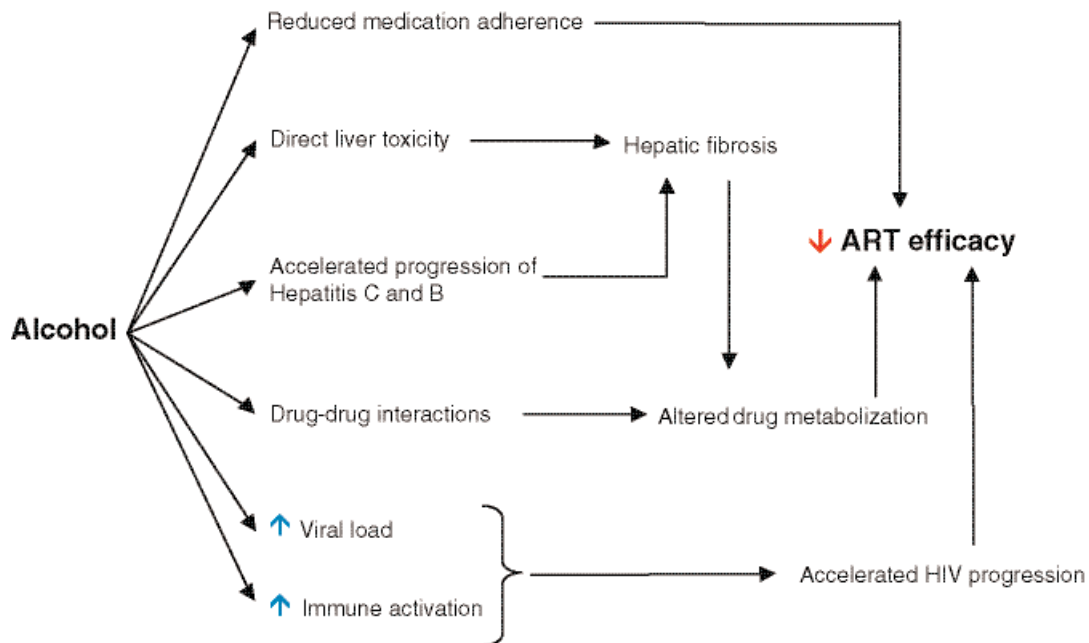 Reduced medication adherence
Direct liver toxicity
Hepatic fibrosis
↓ ART efficacy
Accelerated progression of
Hepatitis C and B
Alcohol
Drug-drug interactions
Altered drug metabolization
↑ Viral load
Accelerated HIV progression
↑ Immune activation